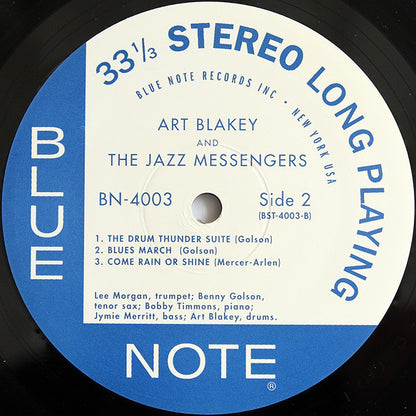 33 1/3 STEREO LONG PLAYING
BLUE NOTE RECORDS INC • NEW YORK USA
ART BLAKEY
AND
THE JAZZ MESSENGERS
BN-4003 Side 2
(BST-4003-B)
1. THE DRUM THUNDER SUITE (Golson)
2. BLUES MARCH (Golson)
3. COME RAIN OR SHINE (Mercer-Arlen)
Lee Morgan, trumpet; Benny Golson,
tenor sax; Bobby Timmons, piano;
Jymie Merritt, bass; Art Blakey, drums.
BLUE
NOTE®